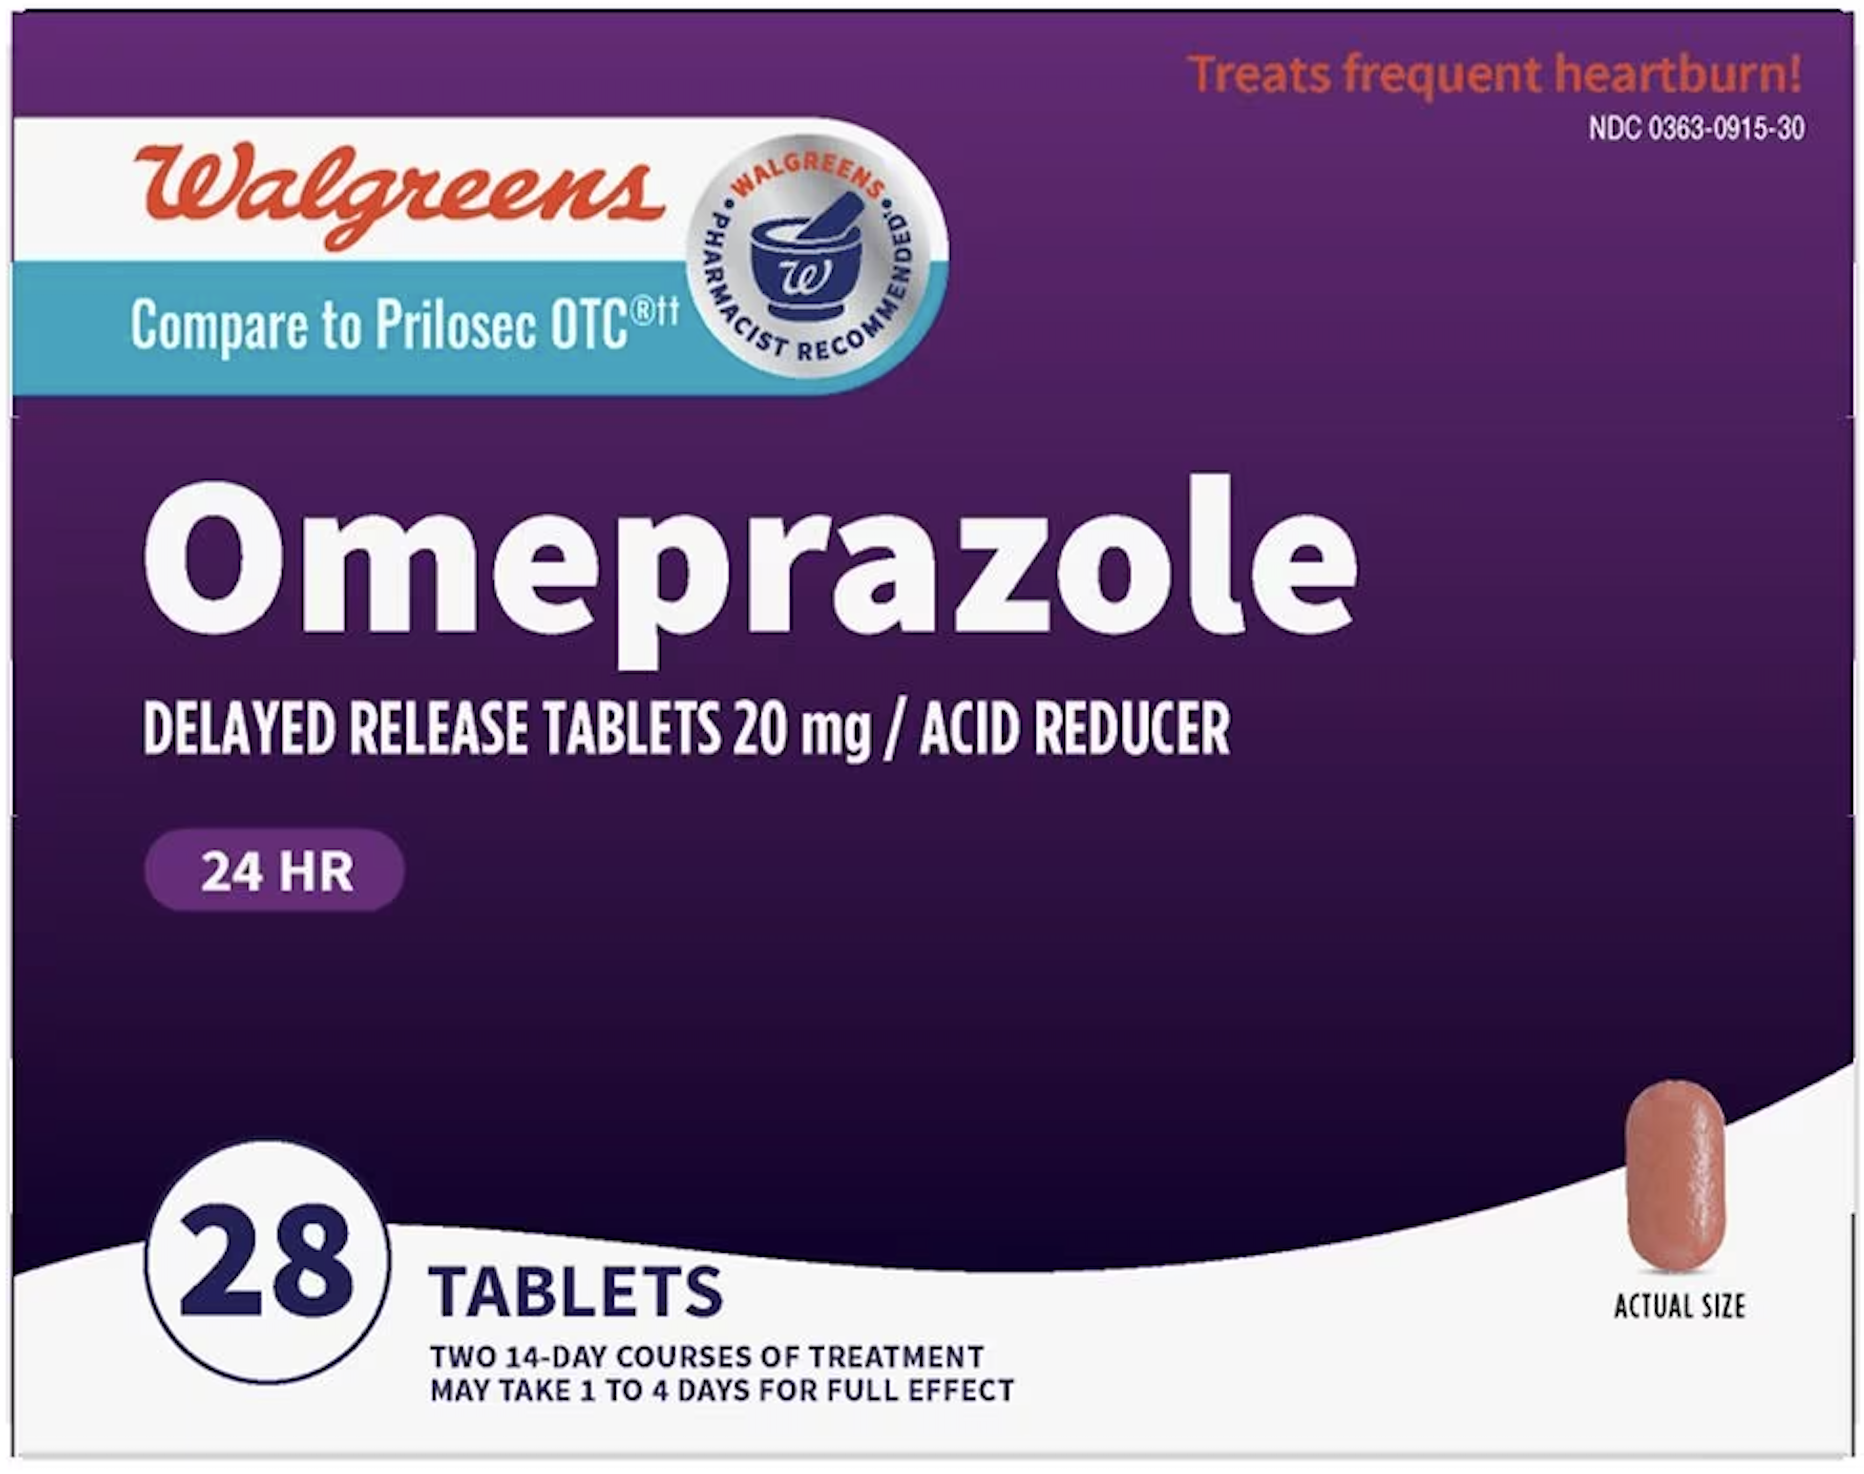 Treats frequent heartburn!
NDC 0363-0915-30
Walgreens
WALGREENS
PHARMACIST RECOMMENDED†
W
Compare to Prilosec OTC®††
Omeprazole
DELAYED RELEASE TABLETS 20 mg / ACID REDUCER
24 HR
28
TABLETS
TWO 14-DAY COURSES OF TREATMENT
MAY TAKE 1 TO 4 DAYS FOR FULL EFFECT
ACTUAL SIZE